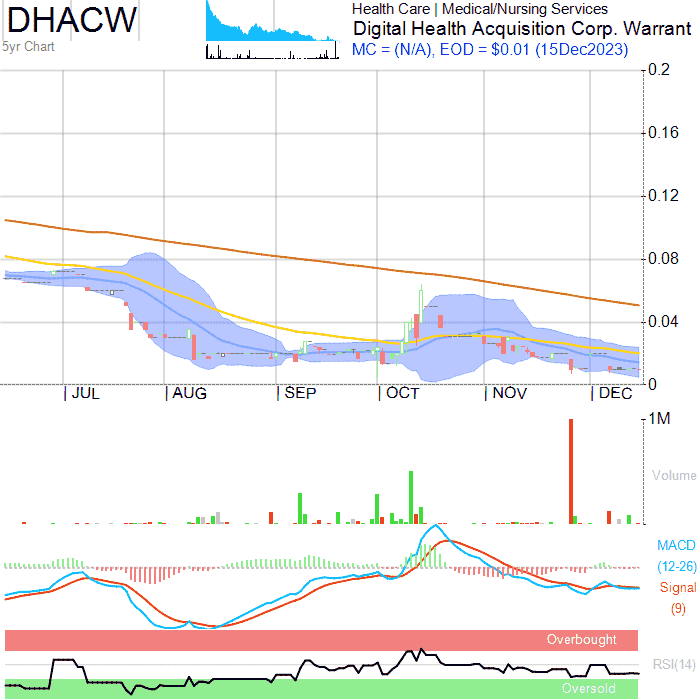 DHACW
5yr Chart
Health Care | Medical/Nursing Services
Digital Health Acquisition Corp. Warrant
MC = (N/A), EOD = $0.01 (15Dec2023)
0.2
0.16
0.12
0.08
0.04
0
JUL AUG SEP OCT NOV DEC
1M
Volume
MACD
(12-26)
Signal
(9)
Overbought
RSI(14)
Oversold